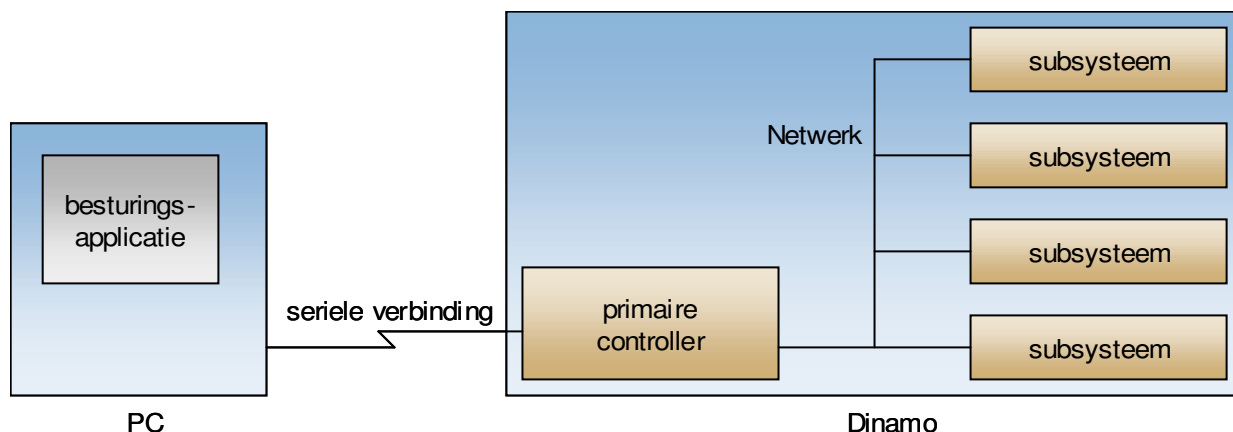 besturings-
applicatie
PC
seriele verbinding
primaire
controller
Netwerk
subsysteem
subsysteem
subsysteem
subsysteem
Dinamo